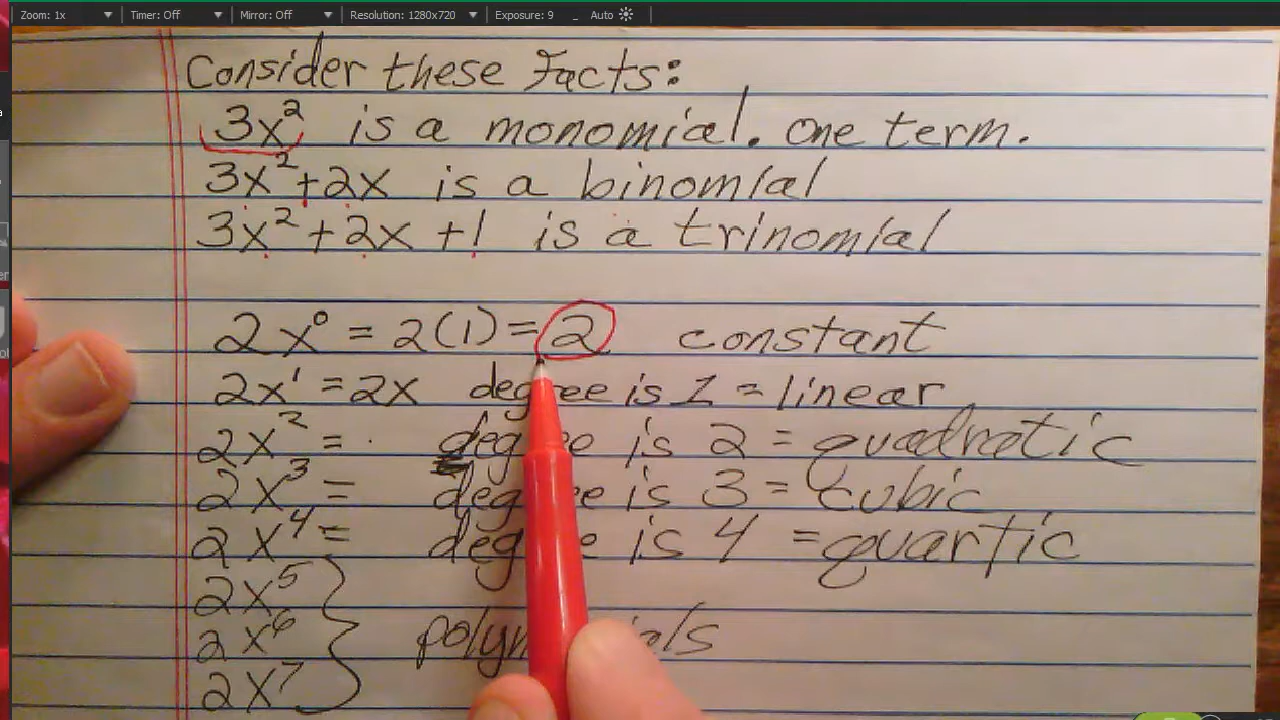 Zoom: 1x Timer: Off Mirror: Off Resolution: 1280x720 Exposure: 9 Auto
Consider these Facts:
3x² is a monomial. One term.
3x²+2x is a binomial
3x²+2x+1 is a trinomial
2x⁰ = 2(1) = 2 constant
2x¹ = 2x degree is 1 = linear
2x² = degree is 2 = quadratic
2x³ = degree is 3 = cubic
2x⁴ = degree is 4 = quartic
2x⁵
2x⁶
2x⁷